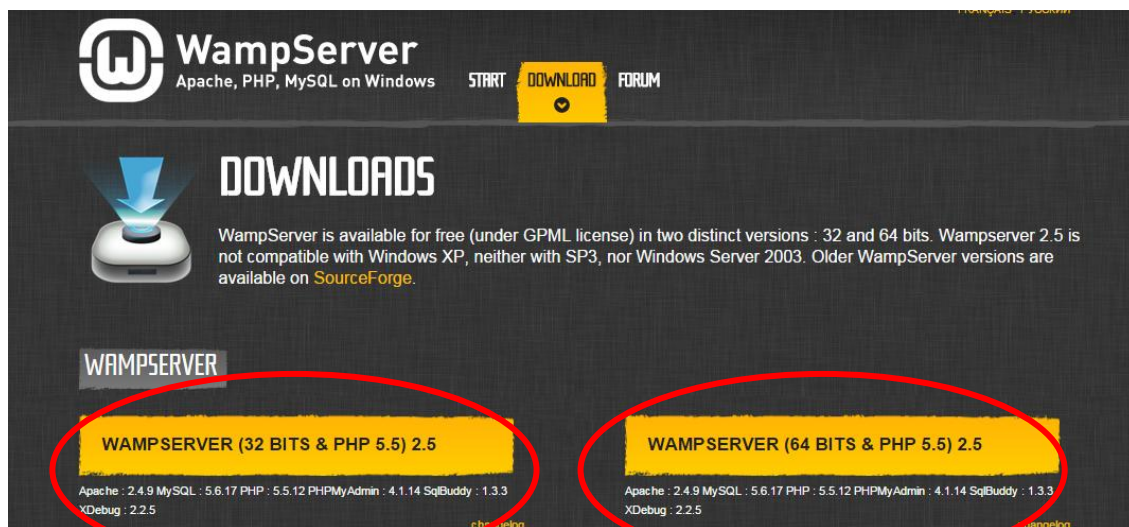 FRANÇAIS РУССКИЙ
WampServer
Apache, PHP, MySQL on Windows
START DOWNLOAD FORUM
DOWNLOADS
WampServer is available for free (under GPML license) in two distinct versions : 32 and 64 bits. Wampserver 2.5 is
not compatible with Windows XP, neither with SP3, nor Windows Server 2003. Older WampServer versions are
available on SourceForge.
WAMPSERVER
WAMPSERVER (32 BITS & PHP 5.5) 2.5
Apache : 2.4.9 MySQL : 5.6.17 PHP : 5.5.12 PHPMyAdmin : 4.1.14 SqlBuddy : 1.3.3
XDebug : 2.2.5
changelog
WAMPSERVER (64 BITS & PHP 5.5) 2.5
Apache : 2.4.9 MySQL : 5.6.17 PHP : 5.5.12 PHPMyAdmin : 4.1.14 SqlBuddy : 1.3.3
XDebug : 2.2.5
changelog